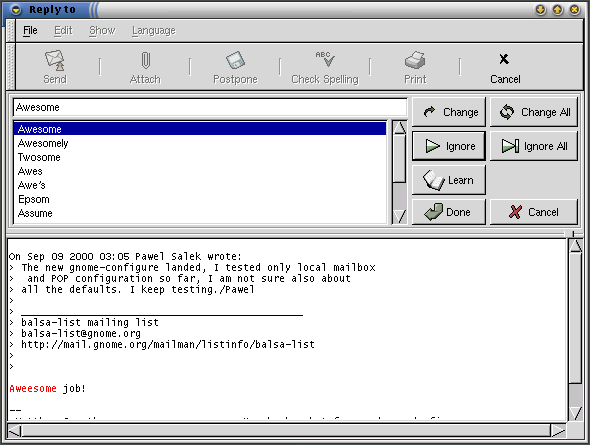 Reply to
File Edit Show Language
Send Attach Postpone ABC Check Spelling Print Cancel
Awesome
Change Change All
Awesome
Awesomely
Twosome
Awes
Awe's
Epsom
Assume
Ignore Ignore All
Learn
Done Cancel
On Sep 09 2000 03:05 Pawel Salek wrote:
> The new gnome-configure landed, I tested only local mailbox
>  and POP configuration so far, I am not sure also about
> all the defaults. I keep testing./Pawel
>
> _____________________________________________
> balsa-list mailing list
> balsa-list@gnome.org
> http://mail.gnome.org/mailman/listinfo/balsa-list
>
>
Aweesome job!
--